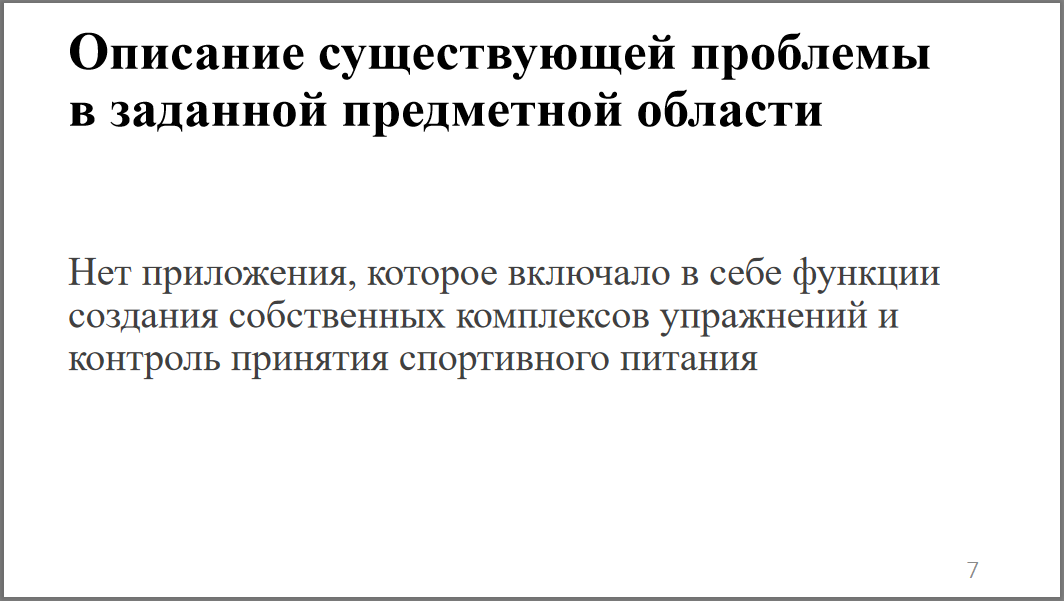 Описание существующей проблемы
в заданной предметной области
Нет приложения, которое включало в себе функции
создания собственных комплексов упражнений и
контроль принятия спортивного питания
7